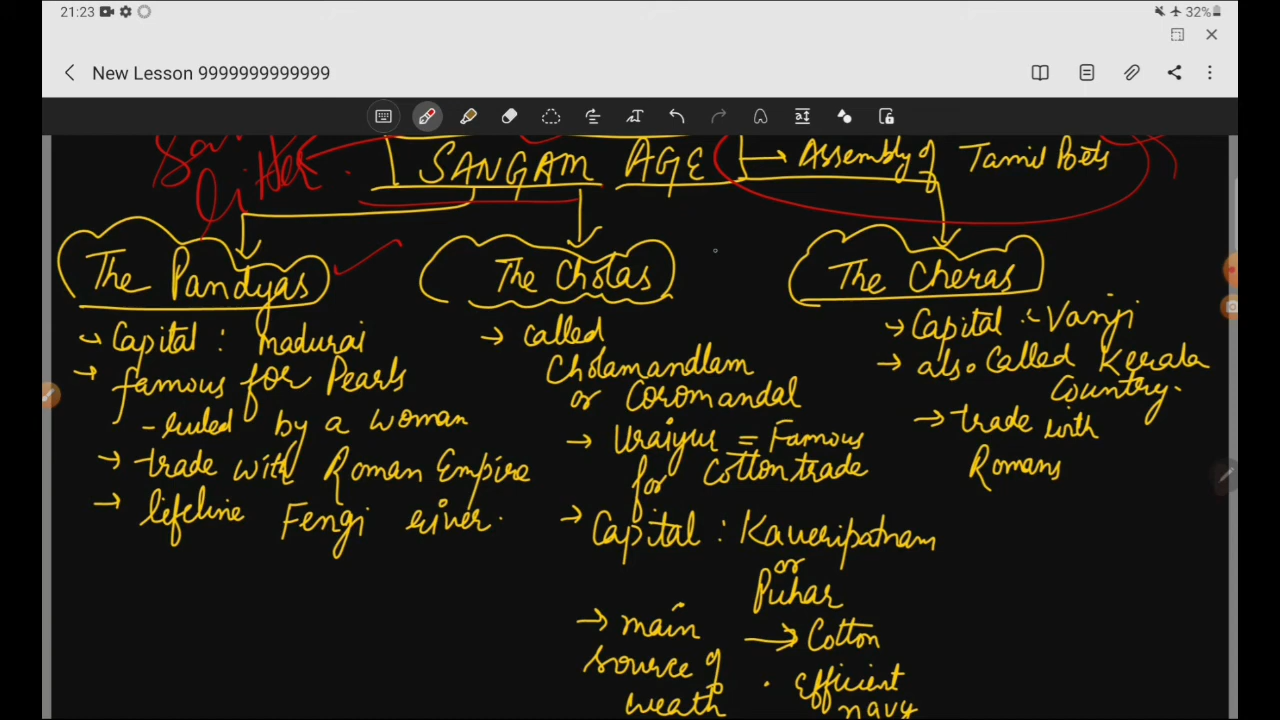 21:23
32%
New Lesson 9999999999999
SANGAM AGE → Assembly of Tamil Poets
The Pandyas
→ Capital : Madurai
→ famous for Pearls
- ruled by a woman
→ trade with Roman Empire
→ lifeline Fengi river.
The Cholas
→ called
Cholamandlam
or Coromandal
→ Uraiyur = Famous
for Cotton trade
→ Capital : Kaveripatnam
or
Puhar
→ main → Cotton
source of . Efficient
weath navy
The Cheras
→ Capital :- Vanji
→ also Called Kerala
Country.
→ trade with
Romans